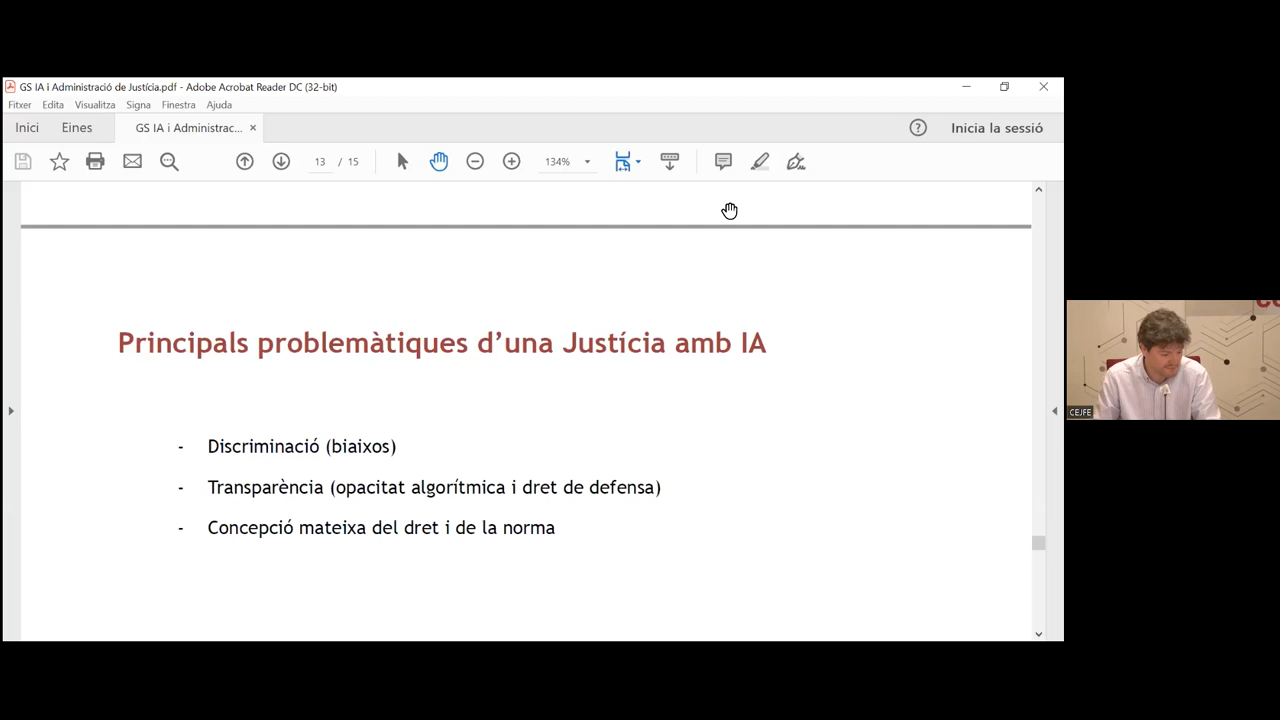 GS IA i Administració de Justícia.pdf - Adobe Acrobat Reader DC (32-bit)
Fitxer Edita Visualitza Signa Finestra Ajuda
Inici Eines GS IA i Administrac... × Inicia la sessió
13 / 15 134%
Principals problemàtiques d’una Justícia amb IA
- Discriminació (biaixos)
- Transparència (opacitat algorítmica i dret de defensa)
- Concepció mateixa del dret i de la norma
CEJFE